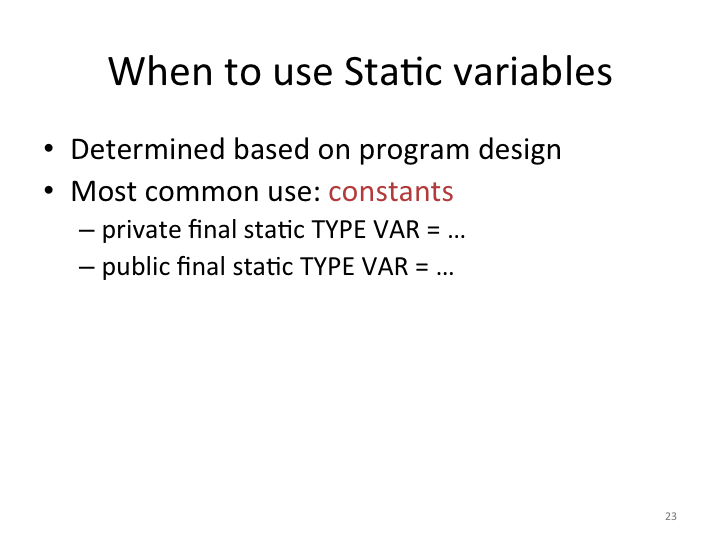 When to use Static variables
• Determined based on program design
• Most common use: constants
– private final static TYPE VAR = …
– public final static TYPE VAR = …
23